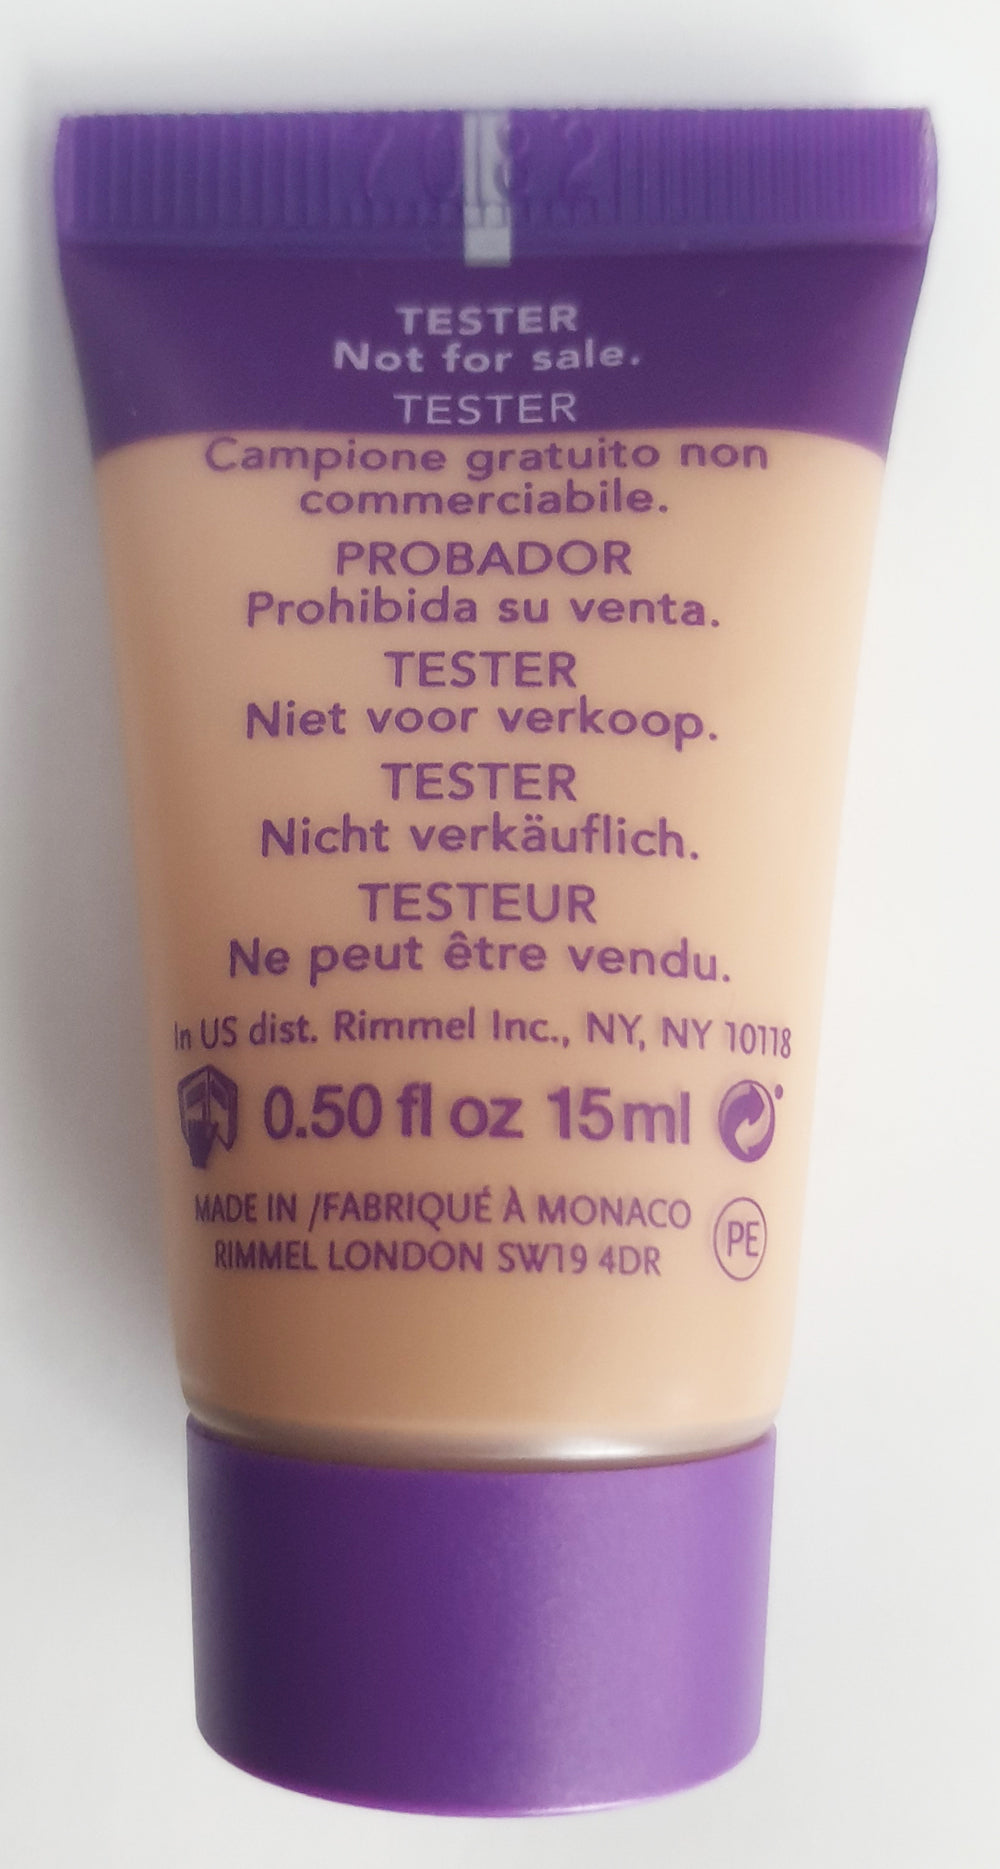 TESTER
Not for sale.
TESTER
Campione gratuito non
commerciabile.
PROBADOR
Prohibida su venta.
TESTER
Niet voor verkoop.
TESTER
Nicht verkäuflich.
TESTEUR
Ne peut être vendu.
In US dist. Rimmel Inc., NY, NY 10118
0.50 fl oz 15 ml
MADE IN /FABRIQUÉ À MONACO
RIMMEL LONDON SW19 4DR
PE